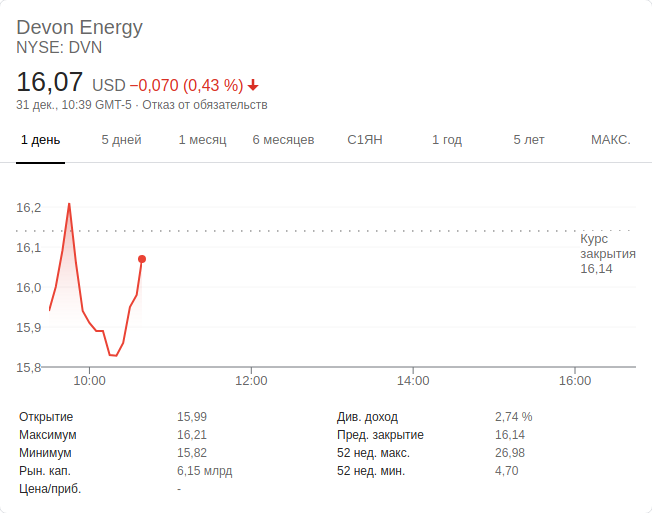 Devon Energy
NYSE: DVN
16,07 USD −0,070 (0,43 %)
31 дек., 10:39 GMT-5 · Отказ от обязательств
1 день 5 дней 1 месяц 6 месяцев С1ЯН 1 год 5 лет МАКС.
16,2
Курс
16,1
закрытия
16,14
16,0
15,9
15,8
10:00 12:00 14:00 16:00
Открытие 15,99 Див. доход 2,74 %
Максимум 16,21 Пред. закрытие 16,14
Минимум 15,82 52 нед. макс. 26,98
Рын. кап. 6,15 млрд 52 нед. мин. 4,70
Цена/приб. -